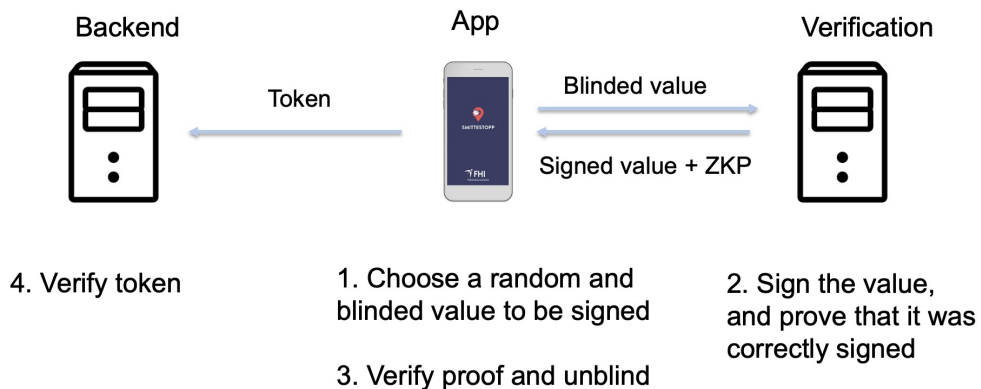 Backend
App
Verification
Token
Blinded value
Signed value + ZKP
SMITTESTOPP
FHI
4. Verify token
1. Choose a random and
blinded value to be signed
2. Sign the value,
and prove that it was
correctly signed
3. Verify proof and unblind